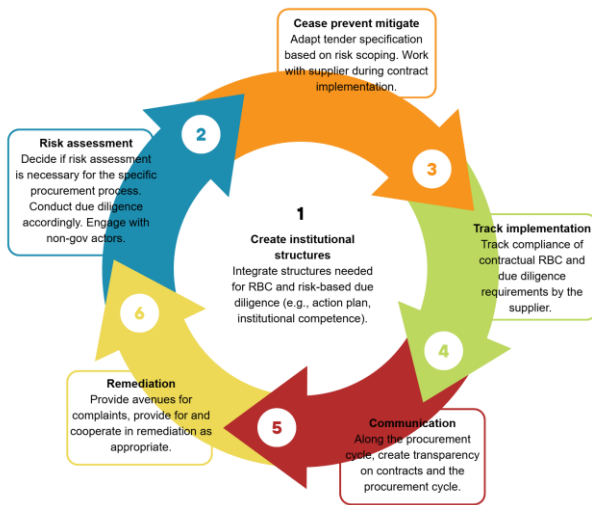 1
Create institutional
structures
Integrate structures needed
for RBC and risk-based due
diligence (e.g., action plan,
institutional competence).
2
Risk assessment
Decide if risk assessment
is necessary for the specific
procurement process.
Conduct due diligence
accordingly. Engage with
non-gov actors.
3
Cease prevent mitigate
Adapt tender specification
based on risk scoping. Work
with supplier during contract
implementation.
4
Track implementation
Track compliance of
contractual RBC and
due diligence
requirements by the
supplier.
5
Communication
Along the procurement
cycle, create transparency
on contracts and the
procurement cycle.
6
Remediation
Provide avenues for
complaints, provide for and
cooperate in remediation as
appropriate.